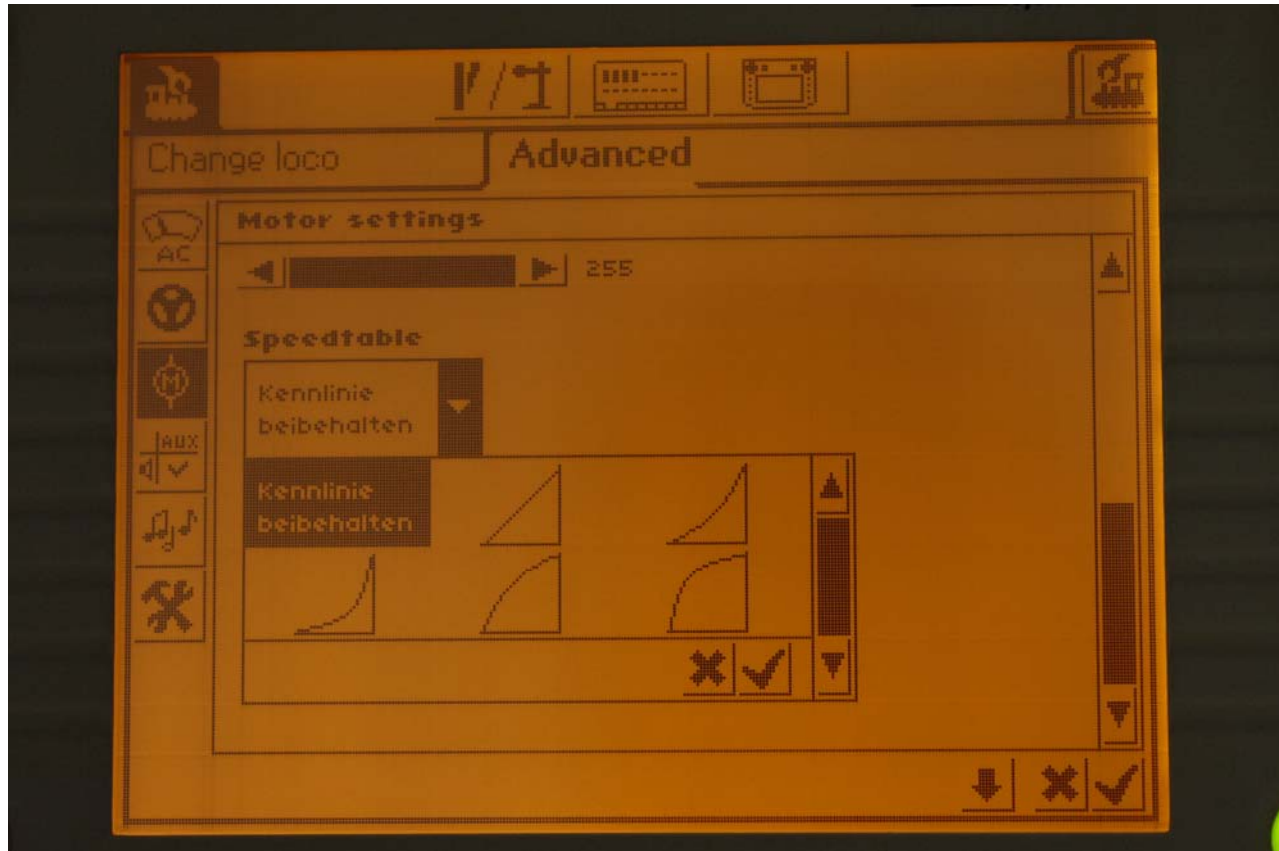 Change loco
Advanced
AC
Motor settings
255
Speedtable
M
Kennlinie
beibehalten
AUX
Kennlinie
beibehalten